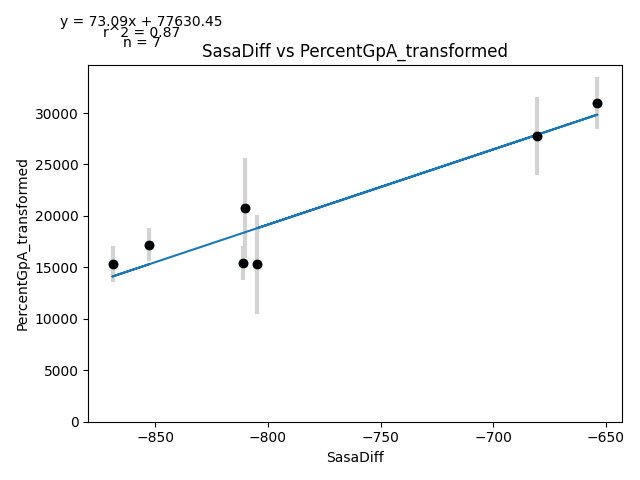 y = 73.09x + 77630.45
r^2 = 0.87
n = 7
SasaDiff vs PercentGpA_transformed
PercentGpA_transformed
30000
25000
20000
15000
10000
5000
0
−850
−800
−750
−700
−650
SasaDiff